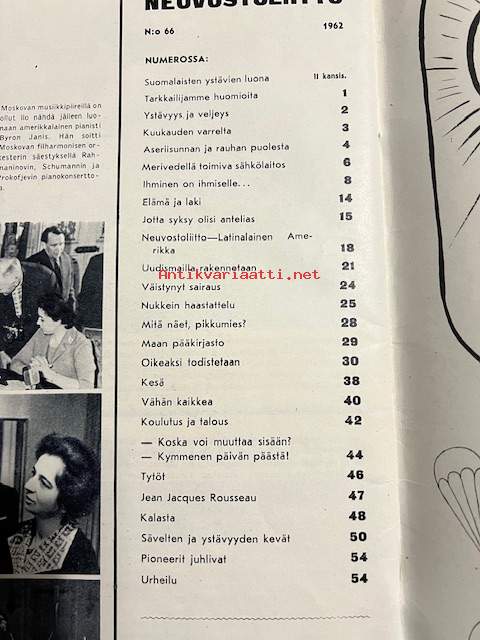 Moskovan musiikkipiireillä on
ollut ilo nähdä jälleen luo-
naan amerikkalainen pianisti
Byron Janis. Hän soitti
Moskovan filharmonisen or-
kesterin säestyksellä Rah-
maninovin, Schumannin ja
Prokofjevin pianokonsertto-
a.
NEUVOSTOLIITTO
N:o 66 1962
NUMEROSSA:
Suomalaisten ystävien luona II kansis.
Tarkkailijamme huomioita 1
Ystävyys ja veljeys 2
Kuukauden varrelta 3
Aseriisunnan ja rauhan puolesta 4
Merivedellä toimiva sähkölaitos 6
Ihminen on ihmiselle... 8
Elämä ja laki 14
Jotta syksy olisi antelias 15
Neuvostoliitto—Latinalainen Ame-
rikka 18
Uudismailla rakennetaan 21
Antikvariaatti.net
Väistynyt sairaus 24
Nukkein haastattelu 25
Mitä näet, pikkumies? 28
Maan pääkirjasto 29
Oikeaksi todistetaan 30
Kesä 38
Vähän kaikkea 40
Koulutus ja talous 42
— Koska voi muuttaa sisään?
— Kymmenen päivän päästä! 44
Tytöt 46
Jean Jacques Rousseau 47
Kalasta 48
Sävelten ja ystävyyden kevät 50
Pioneerit juhlivat 54
Urheilu 54